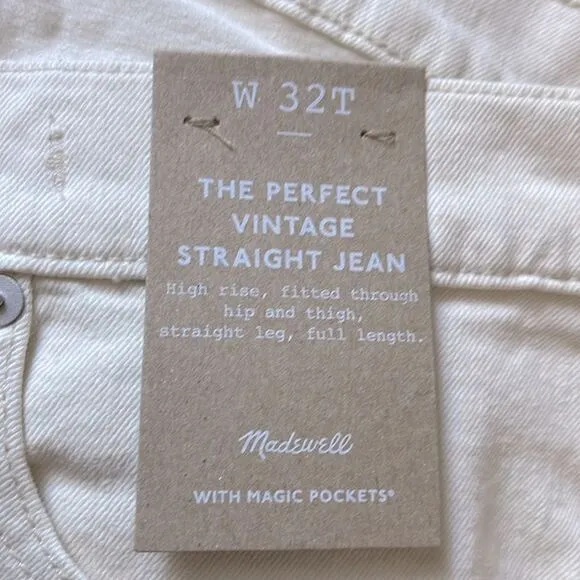 W 32T
THE PERFECT
VINTAGE
STRAIGHT JEAN
High rise, fitted through
hip and thigh,
straight leg, full length.
Madewell
WITH MAGIC POCKETS®